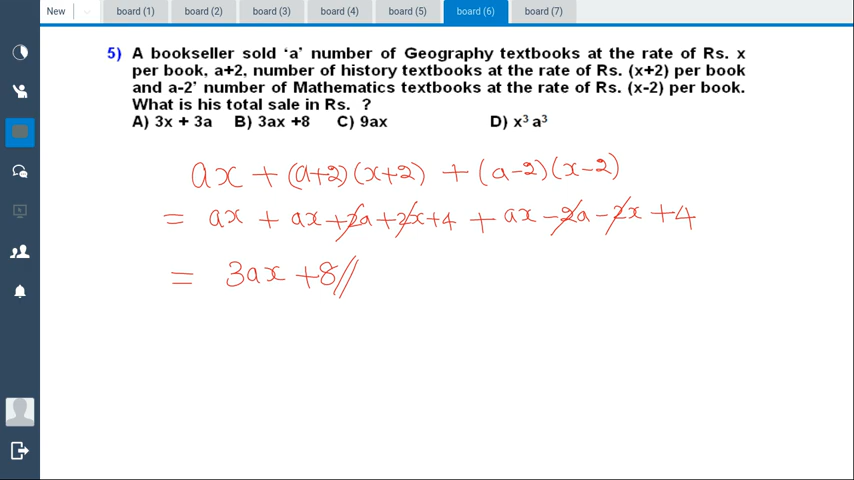 New board (1) board (2) board (3) board (4) board (5) board (6) board (7)
5) A bookseller sold ‘a’ number of Geography textbooks at the rate of Rs. x
per book, a+2, number of history textbooks at the rate of Rs. (x+2) per book
and a-2’ number of Mathematics textbooks at the rate of Rs. (x-2) per book.
What is his total sale in Rs. ?
A) 3x + 3a B) 3ax +8 C) 9ax D) x³ a³
ax + (a+2)(x+2) + (a-2)(x-2)
= ax + ax +2a +2x +4 + ax -2a -2x +4
= 3ax +8//